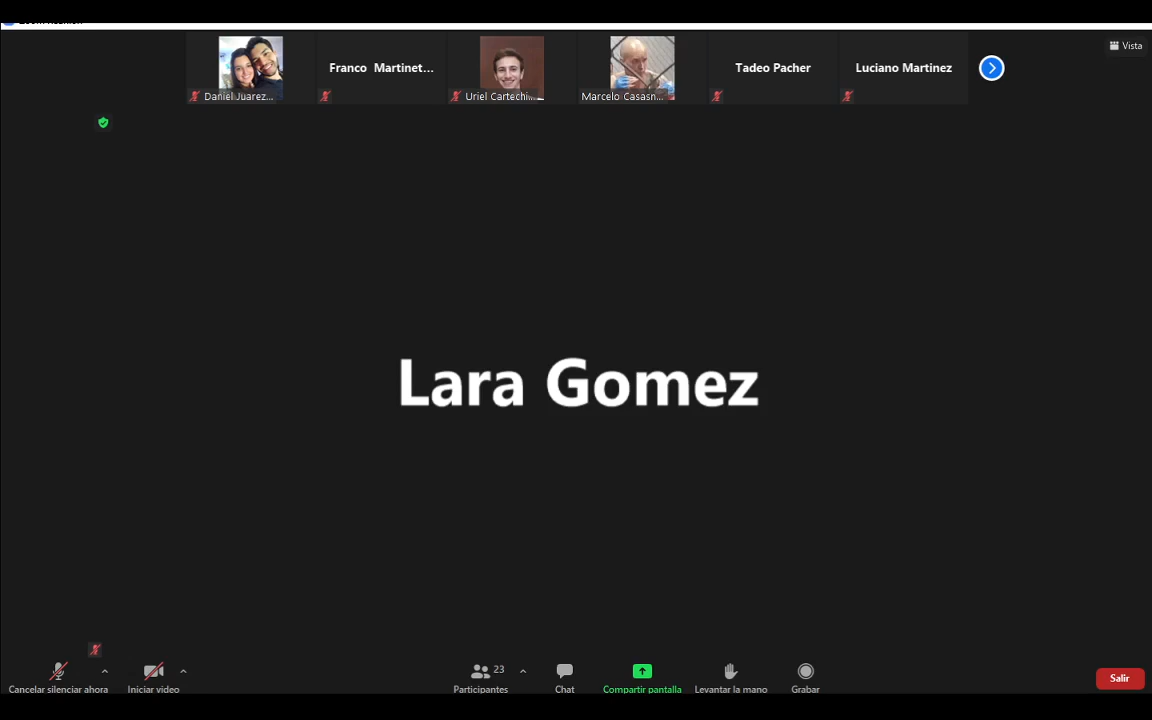 Vista
Daniel Juarez...
Franco Martinet...
Uriel Cartechi...
Marcelo Casasn...
Tadeo Pacher
Luciano Martinez
Lara Gomez
Cancelar silenciar ahora
Iniciar video
23
Participantes
Chat
Compartir pantalla
Levantar la mano
Grabar
Salir